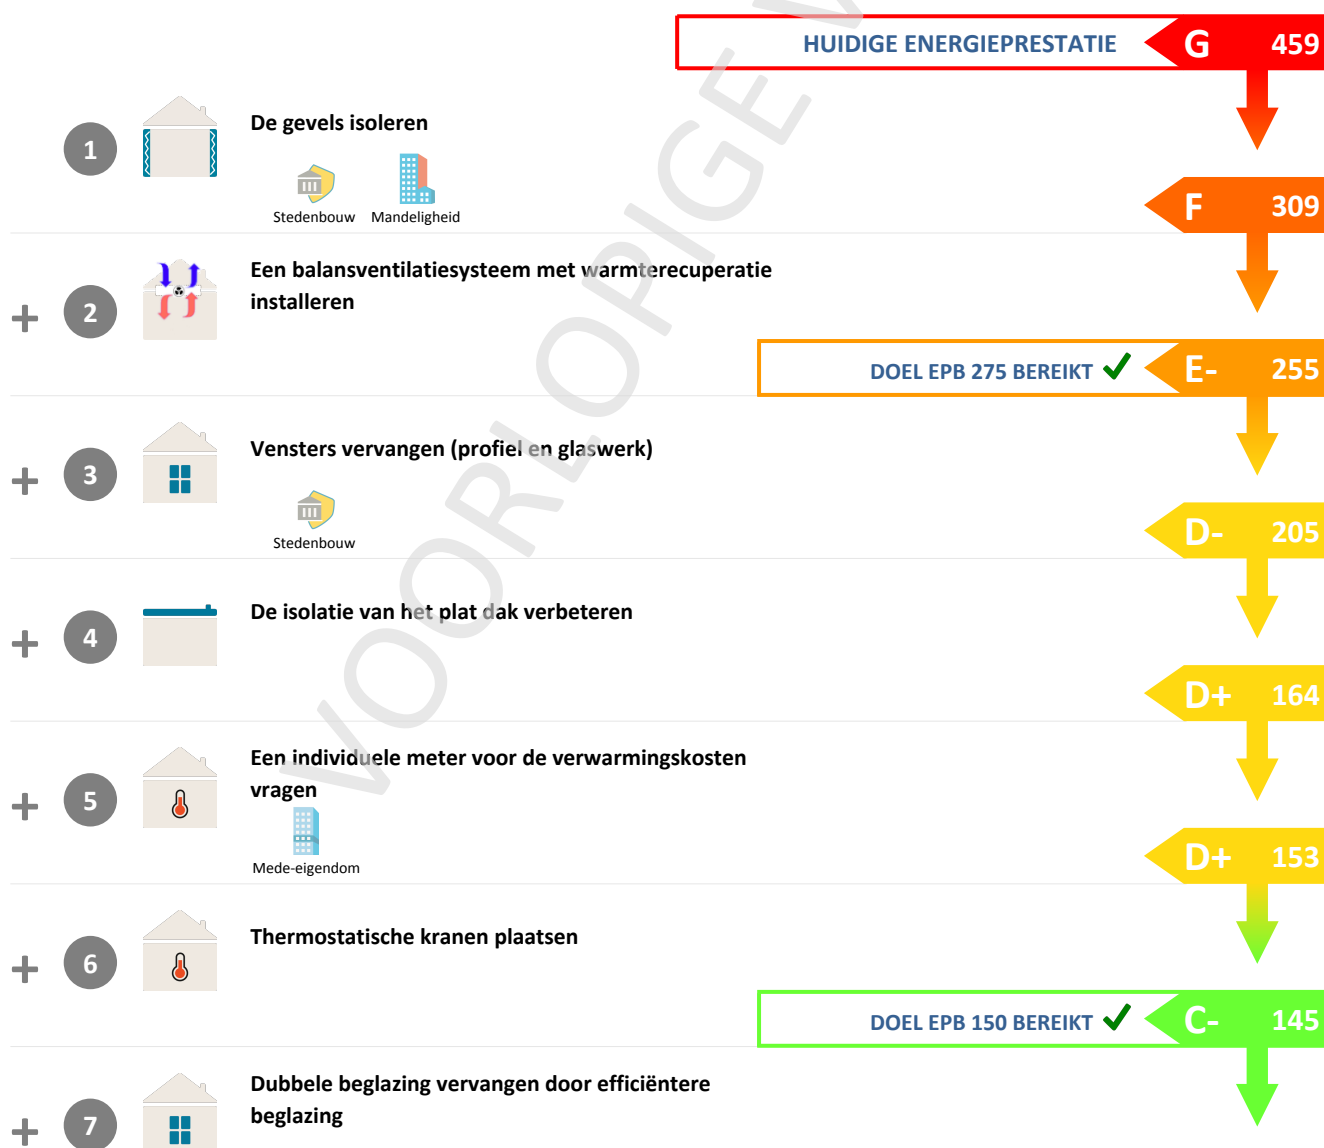 HUIDIGE ENERGIEPRESTATIE G 459
1 De gevels isoleren
Stedenbouw Mandeligheid
F 309
+ 2 Een balansventilatiesysteem met warmterecuperatie
installeren
DOEL EPB 275 BEREIKT E- 255
+ 3 Vensters vervangen (profiel en glaswerk)
Stedenbouw
D- 205
+ 4 De isolatie van het plat dak verbeteren
D+ 164
+ 5 Een individuele meter voor de verwarmingskosten
vragen
Mede-eigendom
D+ 153
+ 6 Thermostatische kranen plaatsen
DOEL EPB 150 BEREIKT C- 145
+ 7 Dubbele beglazing vervangen door efficiëntere
beglazing
VOORLOPIGE